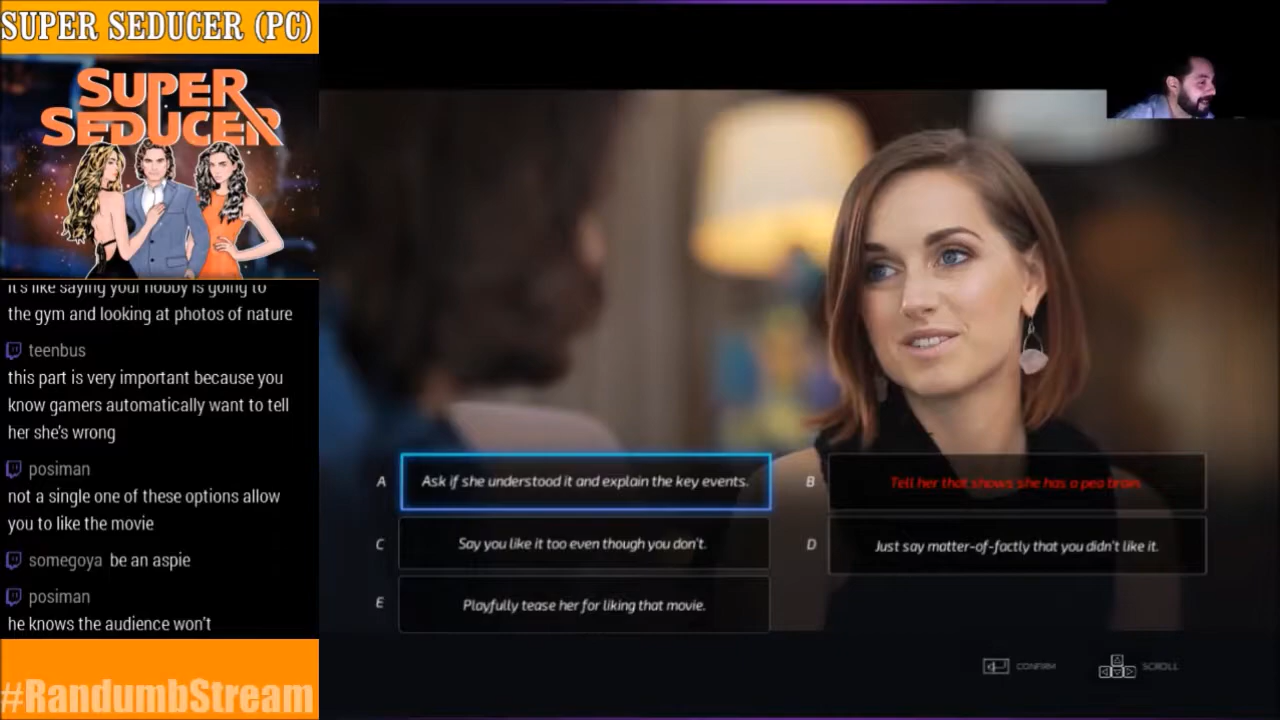 SUPER SEDUCER (PC)
SUPER
SEDUCER
it's like saying your hobby is going to
the gym and looking at photos of nature
teenbus
this part is very important because you
know gamers automatically want to tell
her she's wrong
posiman
not a single one of these options allow
you to like the movie
somegoya be an aspie
posiman
he knows the audience won't
#RandumbStream
A Ask if she understood it and explain the key events.
B Tell her that shows she has a pea brain
C Say you like it too even though you don't.
D Just say matter-of-factly that you didn't like it.
E Playfully tease her for liking that movie.
CONFIRM
SCROLL